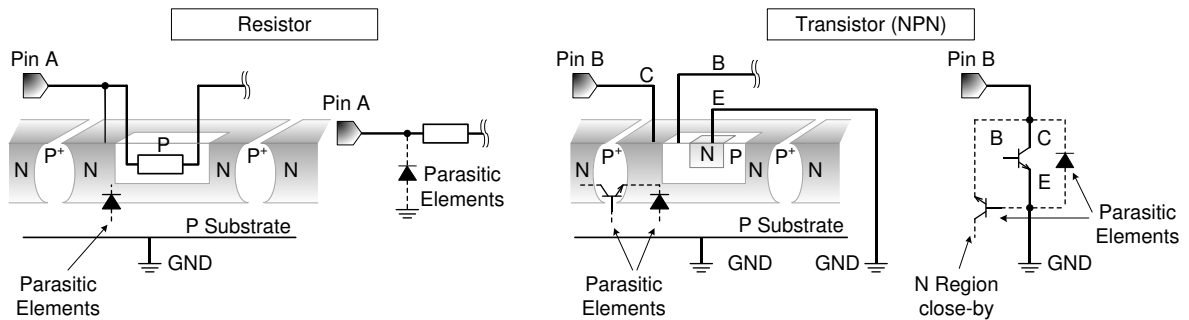 Resistor
Transistor (NPN)
Pin A
Pin B
C
B
E
Pin B
Pin A
N
P+
N
P
N
P+
N
N
P+
N
N
P
P+
N
B
C
E
Parasitic
Elements
P Substrate
GND
Parasitic
Elements
P Substrate
GND
GND
Parasitic
Elements
Parasitic
Elements
N Region
close-by
GND